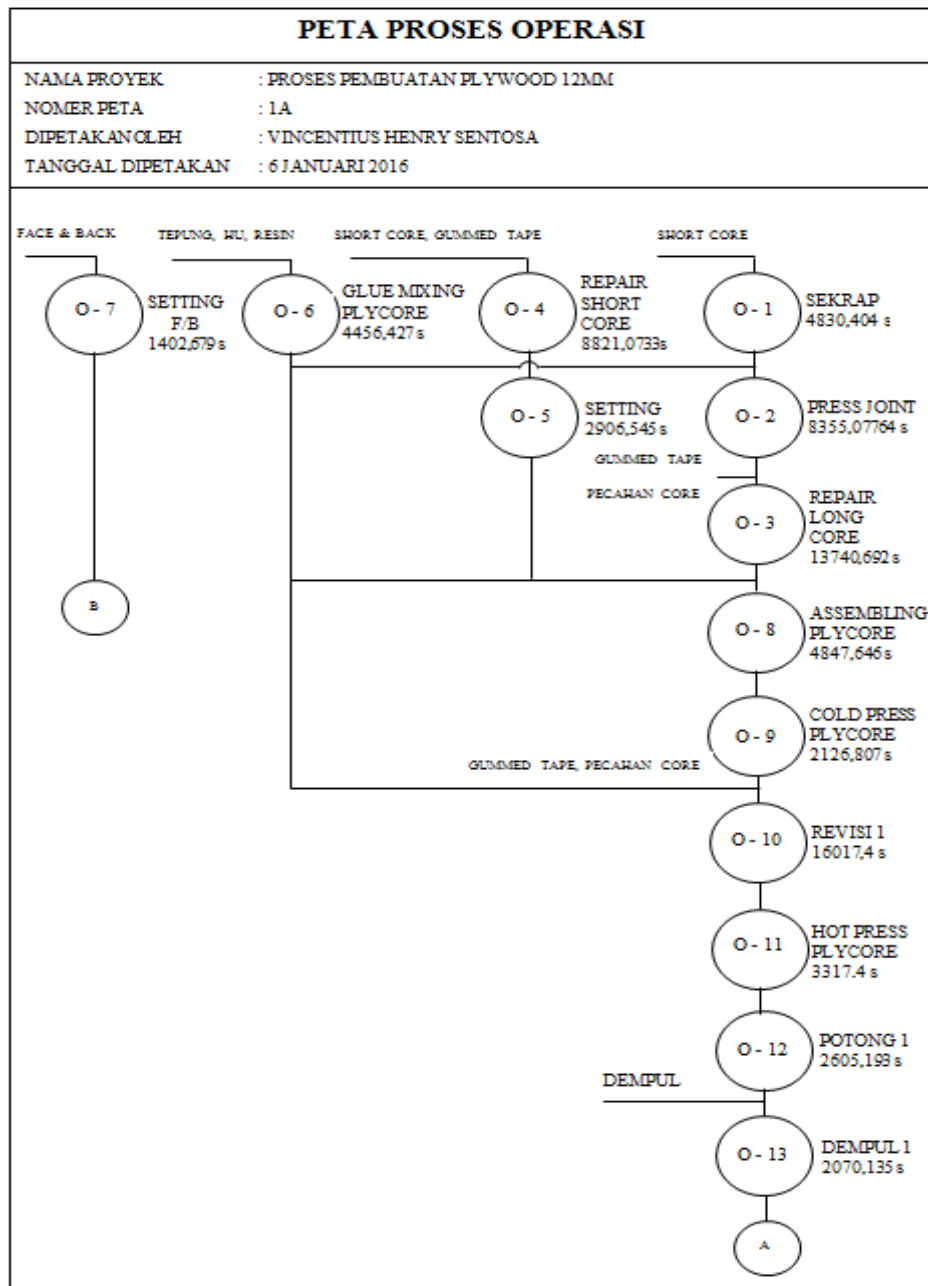 PETA PROSES OPERASI
NAMA PROYEK : PROSES PEMBUATAN PLYWOOD 12MM
NOMER PETA : 1A
DIPETAKAN OLEH : VINCENTIUS HENRY SENTOSA
TANGGAL DIPETAKAN : 6 JANUARI 2016
FACE & BACK
TEPUNG, HU, RESIN
SHORT CORE, GUMMED TAPE
SHORT CORE
O - 7
SETTING
F/B
1402,679 s
O - 6
GLUE MIXING
PLYCORE
4456,427 s
O - 4
REPAIR
SHORT
CORE
8821,0733s
O - 1
SEKRAP
4830,404 s
O - 5
SETTING
2906,545 s
O - 2
PRESS JOINT
8355,07764 s
GUMMED TAPE
PECAHAN CORE
O - 3
REPAIR
LONG
CORE
13740,692 s
B
O - 8
ASSEMBLING
PLYCORE
4847,646 s
O - 9
COLD PRESS
PLYCORE
2126,807 s
GUMMED TAPE, PECAHAN CORE
O - 10
REVISI 1
16017,4 s
O - 11
HOT PRESS
PLYCORE
3317.4 s
O - 12
POTONG 1
2605,193 s
DEMPUL
O - 13
DEMPUL 1
2070,135 s
A